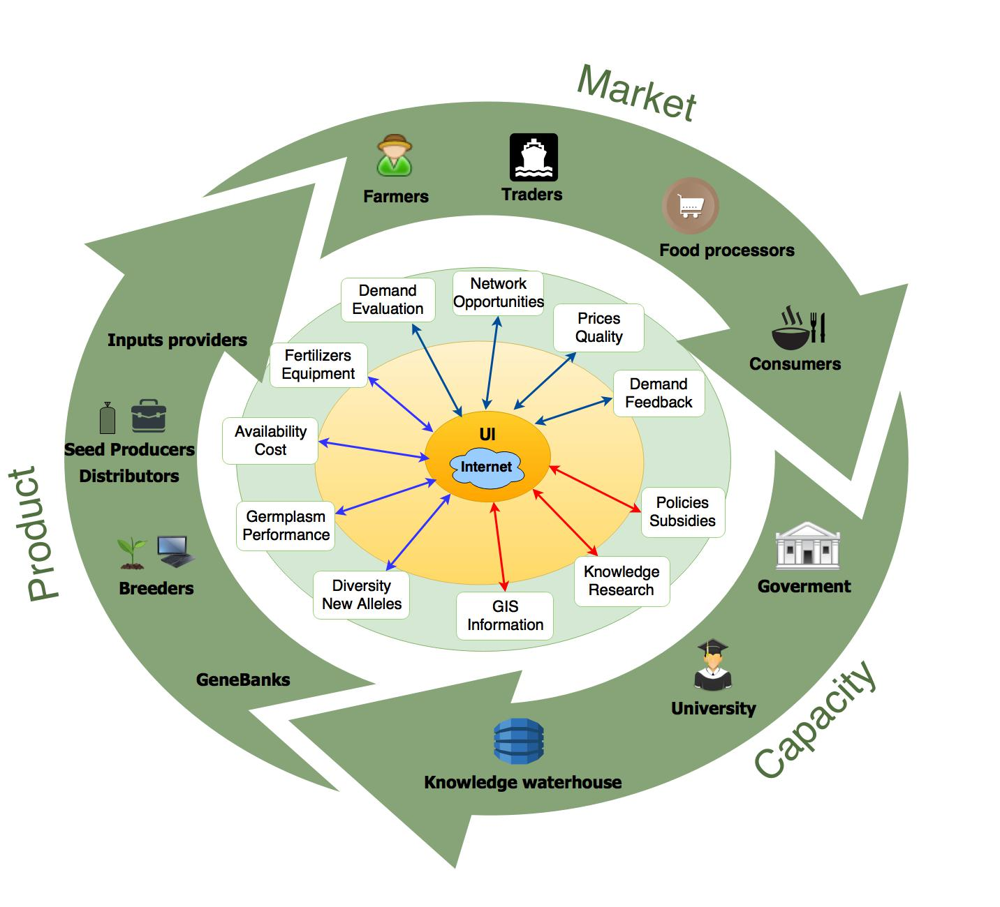 Market
Farmers
Traders
Food processors
Consumers
Demand
Evaluation
Network
Opportunities
Prices
Quality
Demand
Feedback
Fertilizers
Equipment
Availability
Cost
Germplasm
Performance
Diversity
New Alleles
GIS
Information
Knowledge
Research
Policies
Subsidies
UI
Internet
Product
Inputs providers
Seed Producers
Distributors
Breeders
GeneBanks
Capacity
Goverment
University
Knowledge waterhouse